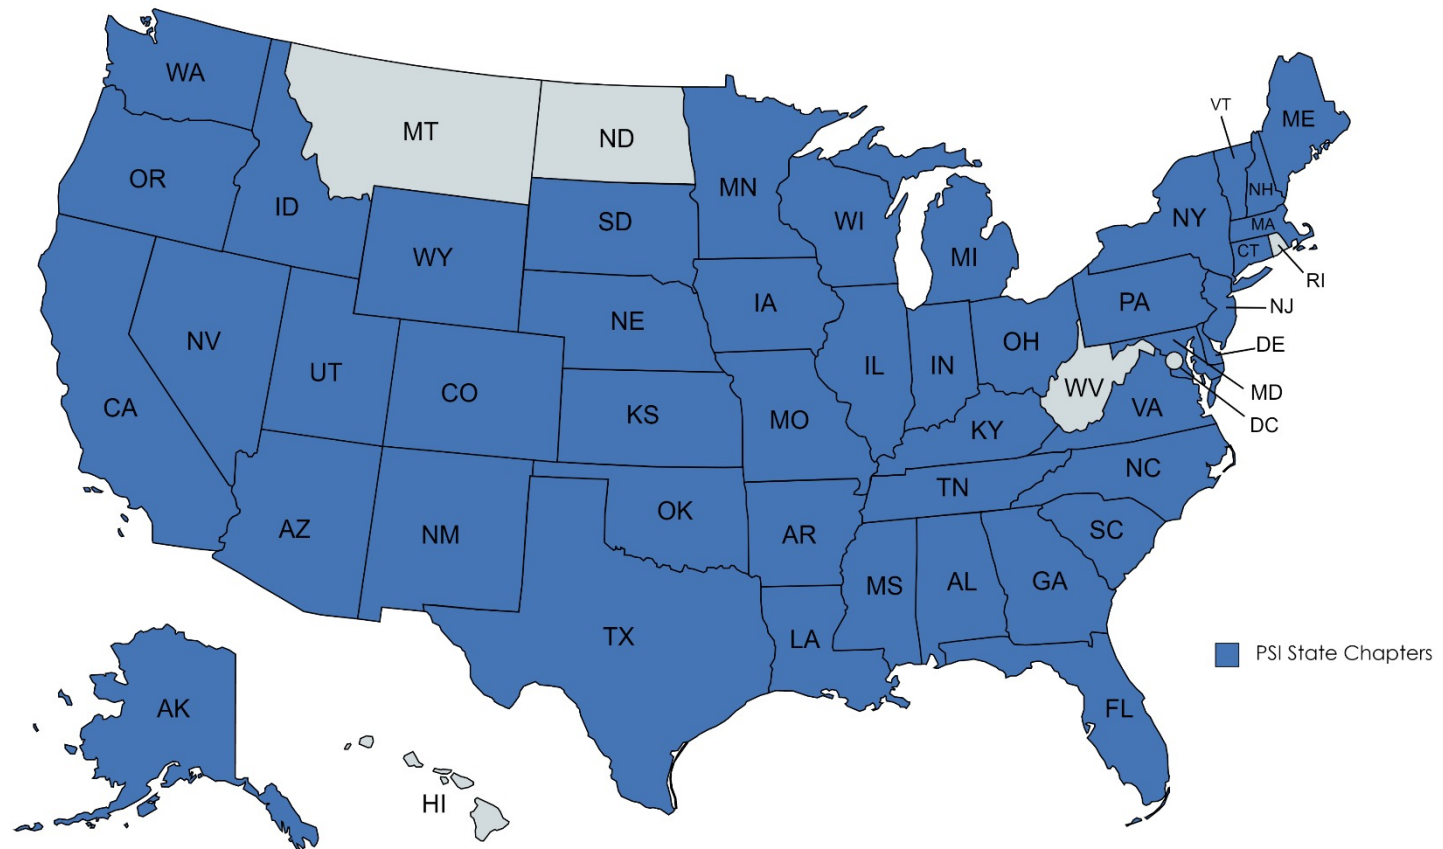 WA
MT
ND
VT
ME
OR
MN
ID
SD
WI
NH
NY
MA
WY
MI
CT
RI
IA
PA
NE
NJ
NV
OH
DE
UT
IL
IN
CO
WV
MD
CA
KS
MO
VA
DC
KY
NC
TN
OK
AZ
NM
AR
SC
MS
AL
GA
TX
LA
PSI State Chapters
AK
FL
HI